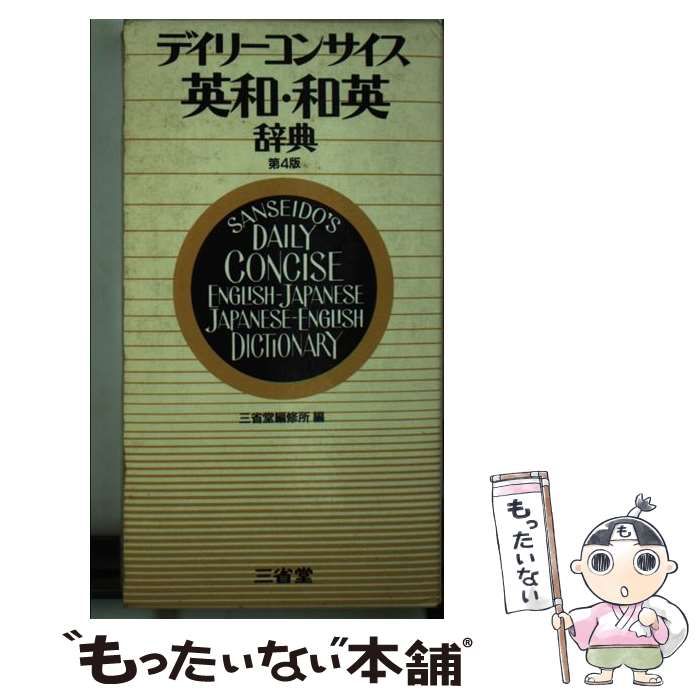 デイリーコンサイス
英和・和英
辞典
第4版
SANSEIDO'S
DAILY
CONCISE
ENGLISH-JAPANESE
JAPANESE-ENGLISH
DICTIONARY
三省堂編修所 編
三省堂
もったいない
も
"もったいない"本舗®